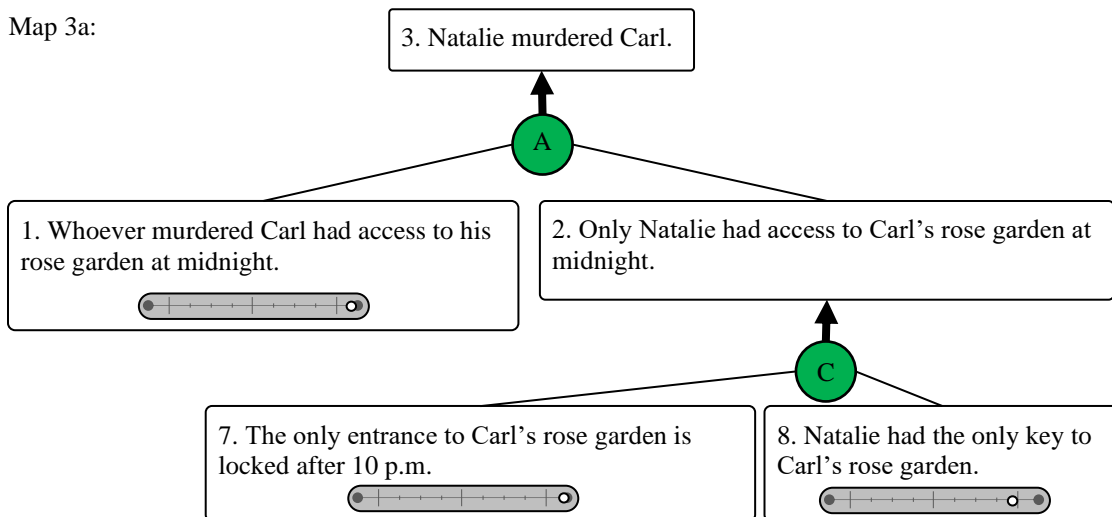 Map 3a:
3. Natalie murdered Carl.
A
1. Whoever murdered Carl had access to his
rose garden at midnight.
2. Only Natalie had access to Carl’s rose garden at
midnight.
C
7. The only entrance to Carl’s rose garden is
locked after 10 p.m.
8. Natalie had the only key to
Carl’s rose garden.